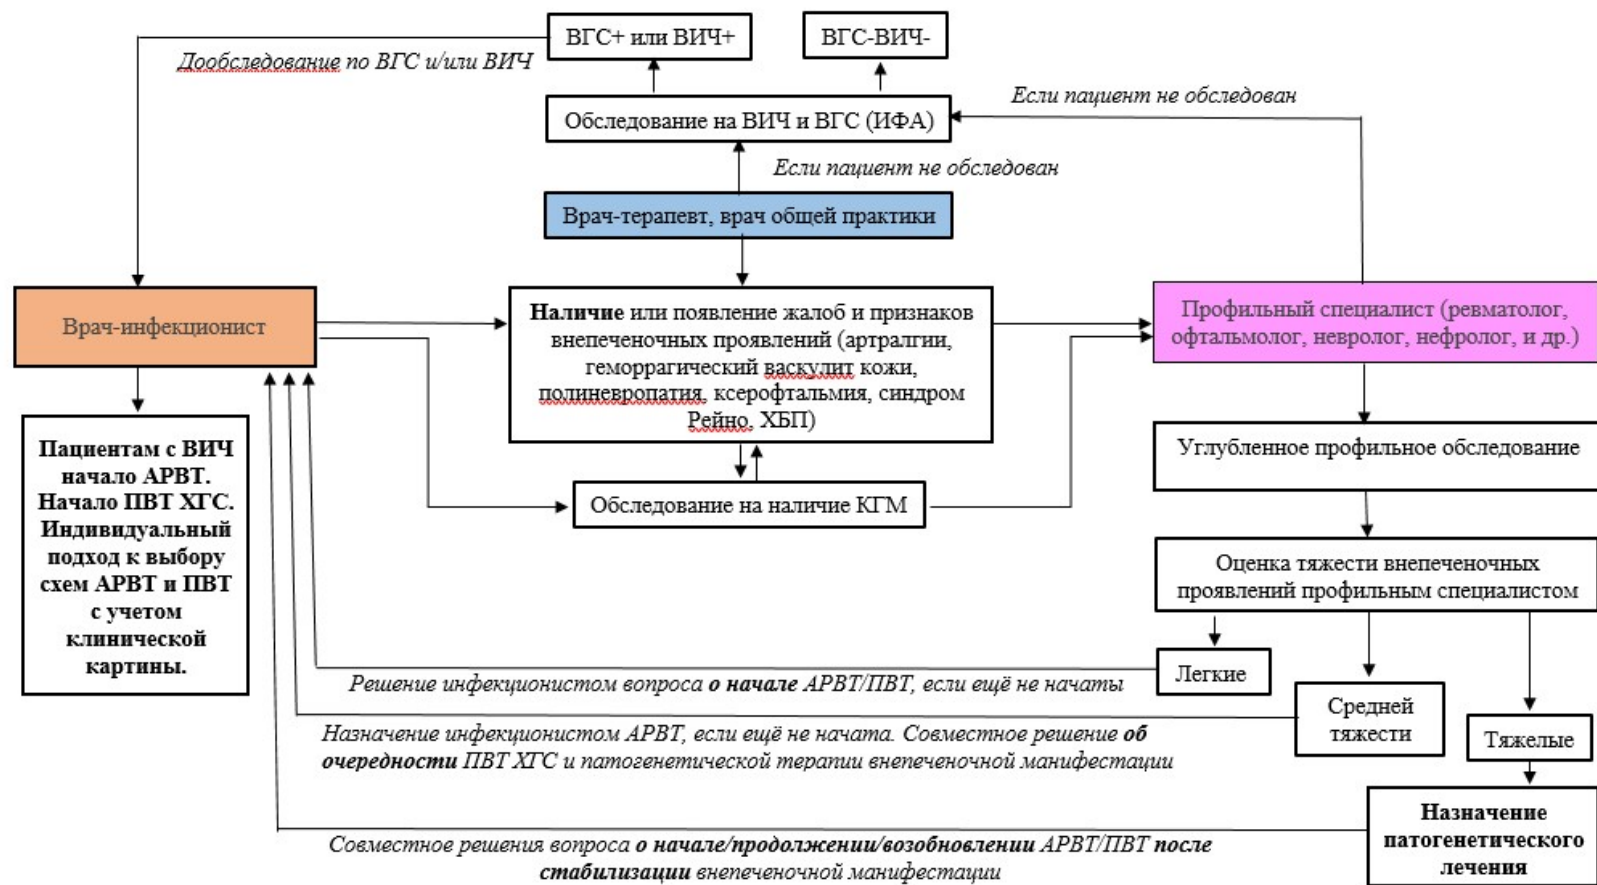 ВГС+ или ВИЧ+
ВГС-ВИЧ-
Дообследование по ВГС и/или ВИЧ
Если пациент не обследован
Обследование на ВИЧ и ВГС (ИФА)
Если пациент не обследован
Врач-терапевт, врач общей практики
Врач-инфекционист
Наличие или появление жалоб и признаков
внепеченочных проявлений (артралгии,
геморрагический васкулит кожи,
полиневропатия, ксерофтальмия, синдром
Рейно, ХБП)
Профильный специалист (ревматолог,
офтальмолог, невролог, нефролог, и др.)
Пациентам с ВИЧ
начало АРВТ.
Начало ПВТ ХГС.
Индивидуальный
подход к выбору
схем АРВТ и ПВТ
с учетом
клинической
картины.
Обследование на наличие КГМ
Углубленное профильное обследование
Оценка тяжести внепеченочных
проявлений профильным специалистом
Легкие
Решение инфекционистом вопроса о начале АРВТ/ПВТ, если ещё не начаты
Средней
тяжести
Назначение инфекционистом АРВТ, если ещё не начата. Совместное решение об
очередности ПВТ ХГС и патогенетической терапии внепеченочной манифестации
Тяжелые
Назначение
патогенетического
лечения
Совместное решения вопроса о начале/продолжении/возобновлении АРВТ/ПВТ после
стабилизации внепеченочной манифестации